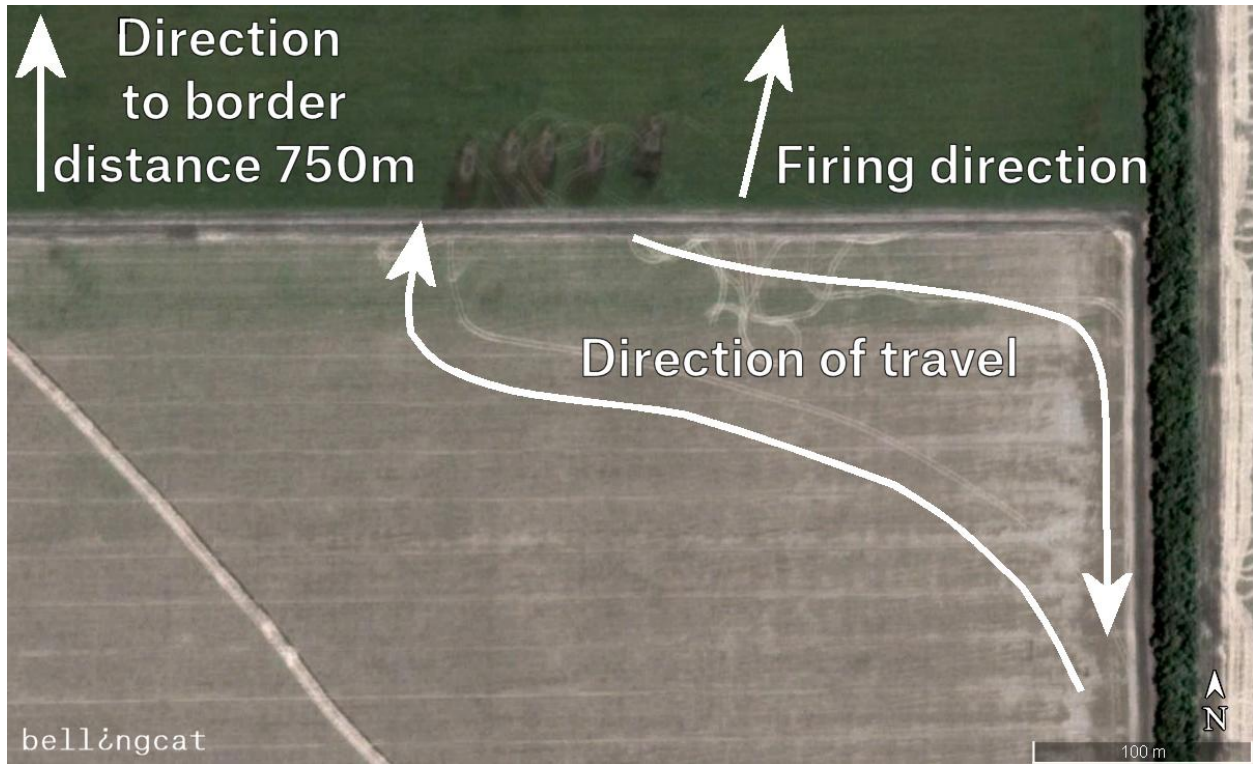 Direction
to border
distance 750m
Firing direction
Direction of travel
bell¿ngcat
N
100 m